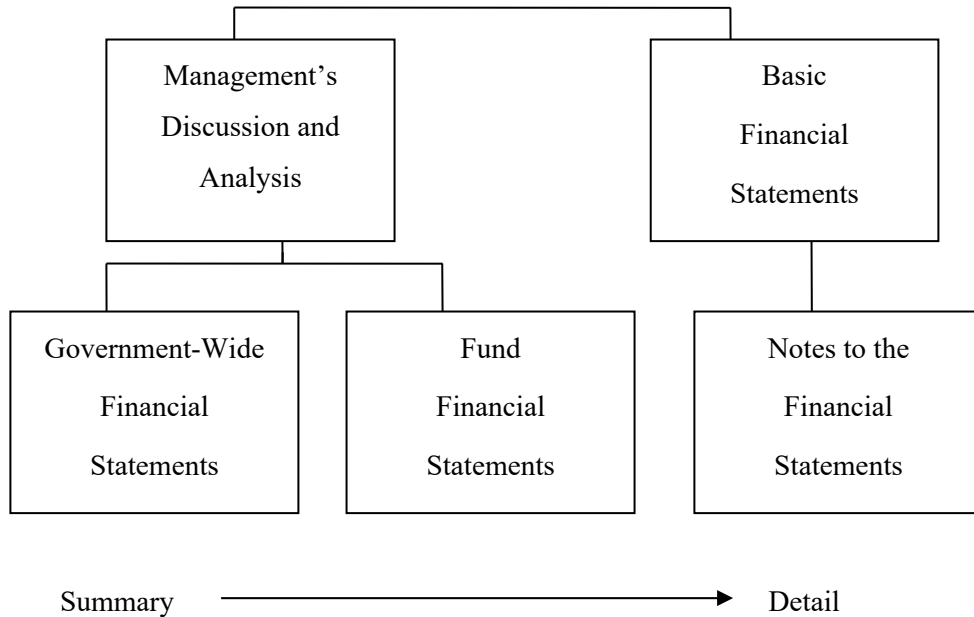 Management’s
Discussion and
Analysis
Basic
Financial
Statements
Government-Wide
Financial
Statements
Fund
Financial
Statements
Notes to the
Financial
Statements
Summary
Detail